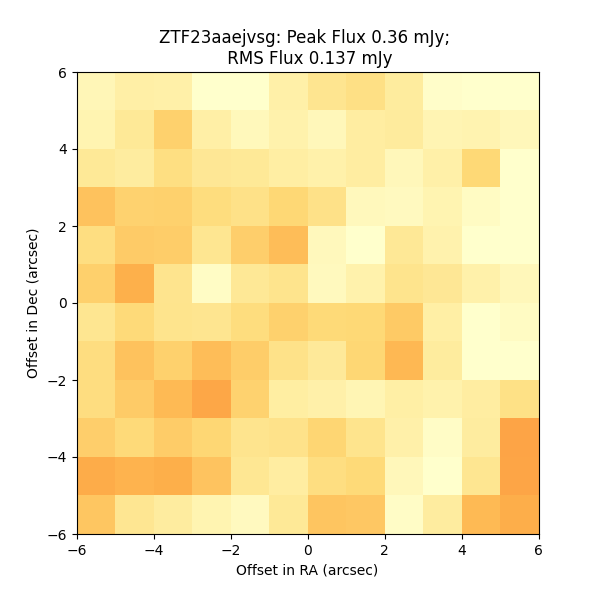 ZTF23aaejvsg: Peak Flux 0.36 mJy;
RMS Flux 0.137 mJy
6
4
2
0
−2
−4
−6
Offset in Dec (arcsec)
−6 −4 −2 0 2 4 6
Offset in RA (arcsec)